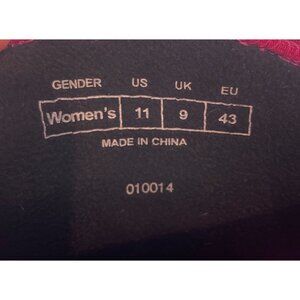 GENDER US UK EU
Women's 11 9 43
MADE IN CHINA
010014